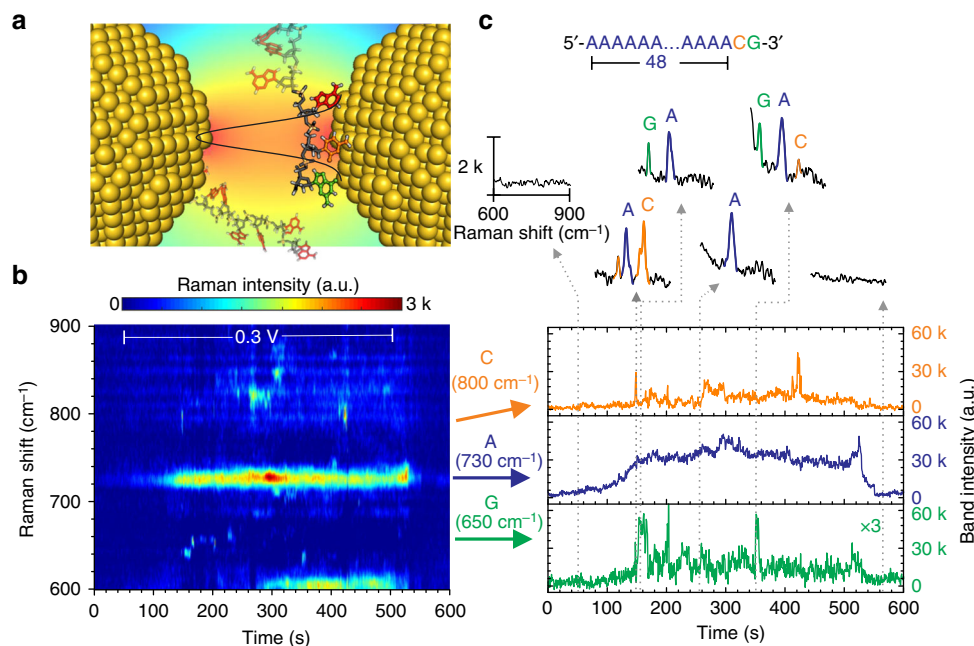 a
c
5′-AAAAAA...AAAACG-3′
48
G
A
G
A
C
2 k
600
900
Raman shift (cm⁻¹)
A
C
A
b
Raman intensity (a.u.)
0
3 k
0.3 V
900
800
700
600
Raman shift (cm⁻¹)
0
100
200
300
400
500
600
Time (s)
C
(800 cm⁻¹)
A
(730 cm⁻¹)
G
(650 cm⁻¹)
60 k
30 k
0
60 k
30 k
0
×3
60 k
30 k
0
Band intensity (a.u.)
0
100
200
300
400
500
600
Time (s)